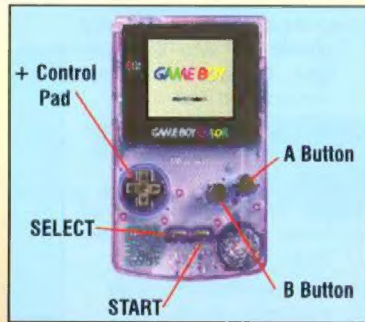 + Control
Pad
GAME BOY
GAME BOY COLOR
A Button
SELECT
B Button
START